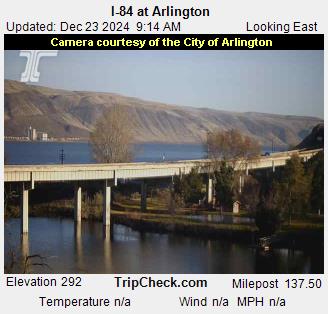 I-84 at Arlington
Updated: Dec 23 2024 9:14 AM Looking East
Camera courtesy of the City of Arlington
Elevation 292 TripCheck.com Milepost 137.50
Temperature n/a Wind n/a MPH n/a